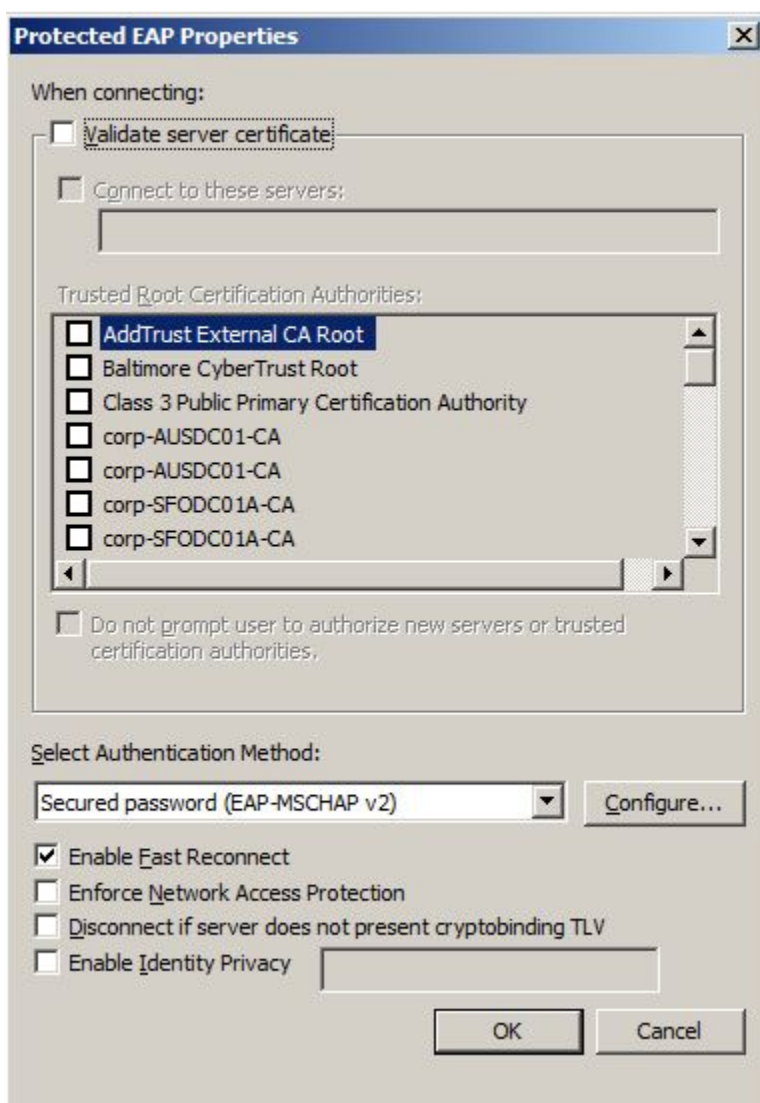 Protected EAP Properties
When connecting:
Validate server certificate
Connect to these servers:
Trusted Root Certification Authorities:
AddTrust External CA Root
Baltimore CyberTrust Root
Class 3 Public Primary Certification Authority
corp-AUSDC01-CA
corp-AUSDC01-CA
corp-SFODC01A-CA
corp-SFODC01A-CA
Do not prompt user to authorize new servers or trusted
certification authorities.
Select Authentication Method:
Secured password (EAP-MSCHAP v2) Configure...
Enable Fast Reconnect
Enforce Network Access Protection
Disconnect if server does not present cryptobinding TLV
Enable Identity Privacy
OK Cancel